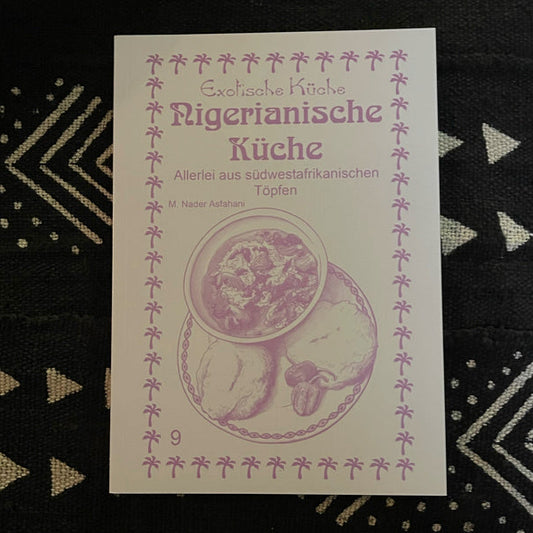 Exotische Küche
Nigerianische
Küche
Allerlei aus südwestafrikanischen
Töpfen
M. Nader Asfahani
9